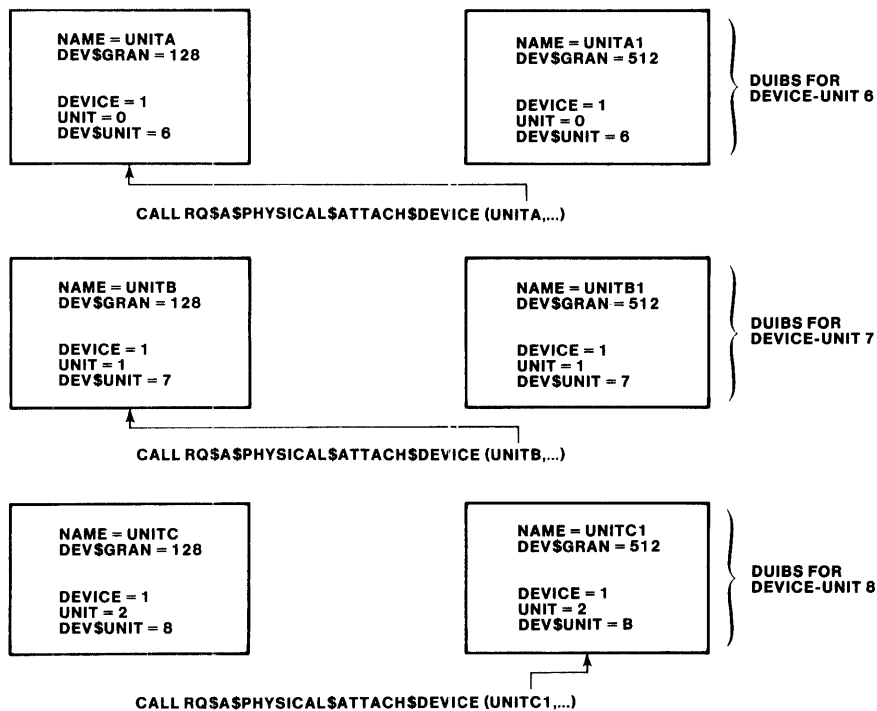 NAME = UNITA
DEV$GRAN = 128
DEVICE = 1
UNIT = 0
DEV$UNIT = 6
NAME = UNITA1
DEV$GRAN = 512
DEVICE = 1
UNIT = 0
DEV$UNIT = 6
DUIBS FOR
DEVICE-UNIT 6
CALL RQ$A$PHYSICAL$ATTACH$DEVICE (UNITA,...)
NAME = UNITB
DEV$GRAN = 128
DEVICE = 1
UNIT = 1
DEV$UNIT = 7
NAME = UNITB1
DEV$GRAN = 512
DEVICE = 1
UNIT = 1
DEV$UNIT = 7
DUIBS FOR
DEVICE-UNIT 7
CALL RQ$A$PHYSICAL$ATTACH$DEVICE (UNITB,...)
NAME = UNITC
DEV$GRAN = 128
DEVICE = 1
UNIT = 2
DEV$UNIT = 8
NAME = UNITC1
DEV$GRAN = 512
DEVICE = 1
UNIT = 2
DEV$UNIT = B
DUIBS FOR
DEVICE-UNIT 8
CALL RQ$A$PHYSICAL$ATTACH$DEVICE (UNITC1,...)